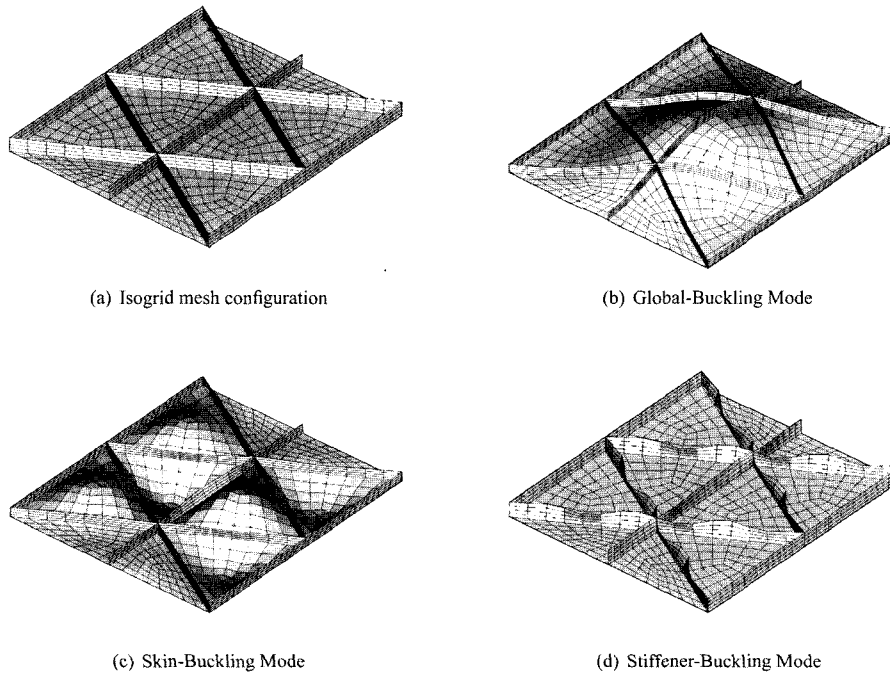 (a) Isogrid mesh configuration
(b) Global-Buckling Mode
(c) Skin-Buckling Mode
(d) Stiffener-Buckling Mode